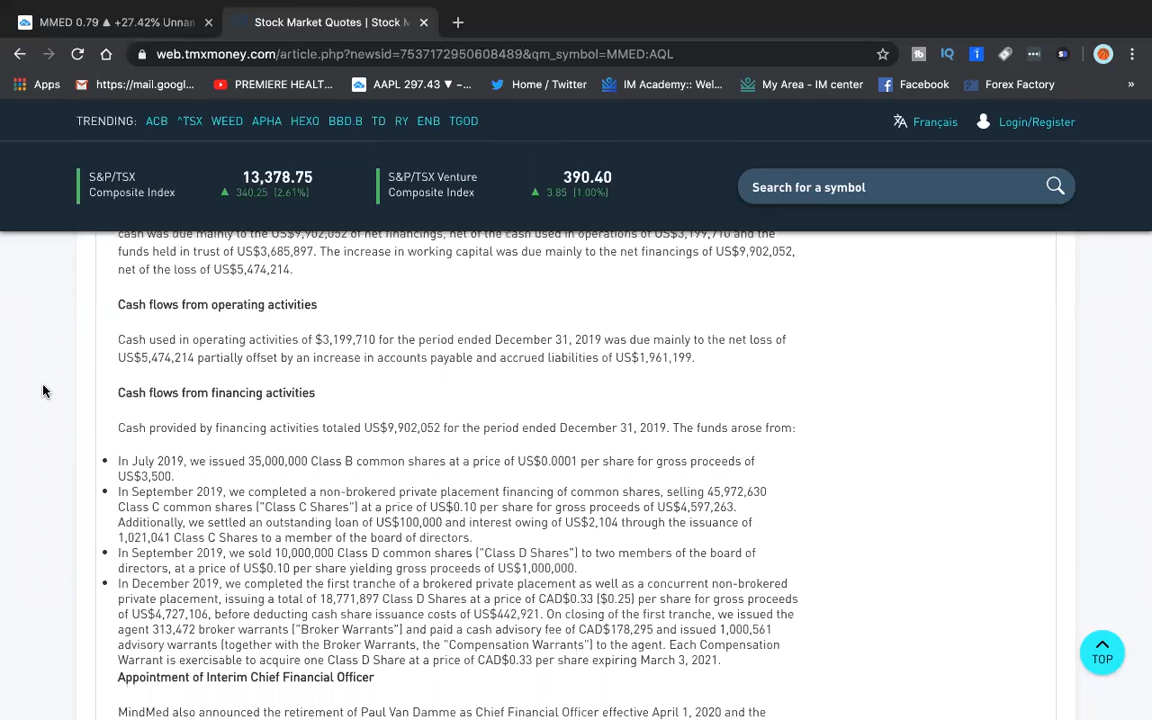 MMED 0.79 ▲ +27.42% Unnan
Stock Market Quotes | Stock M
web.tmxmoney.com/article.php?newsid=7537172950608489&qm_symbol=MMED:AQL
Apps
https://mail.googl...
PREMIERE HEALT...
AAPL 297.43 ▼ –...
Home / Twitter
IM Academy:: Wel...
My Area - IM center
Facebook
Forex Factory
»
TRENDING: ACB ^TSX WEED APHA HEXO BBD.B TD RY ENB TGOD
Français
Login/Register
S&P/TSX 13,378.75
Composite Index ▲ 340.25 (2.61%)
S&P/TSX Venture 390.40
Composite Index ▲ 3.85 (1.00%)
Search for a symbol
cash was due mainly to the US$9,902,052 of net financings, net of the cash used in operations of US$3,199,710 and the
funds held in trust of US$3,685,897. The increase in working capital was due mainly to the net financings of US$9,902,052,
net of the loss of US$5,474,214.
Cash flows from operating activities
Cash used in operating activities of $3,199,710 for the period ended December 31, 2019 was due mainly to the net loss of
US$5,474,214 partially offset by an increase in accounts payable and accrued liabilities of US$1,961,199.
Cash flows from financing activities
Cash provided by financing activities totaled US$9,902,052 for the period ended December 31, 2019. The funds arose from:
• In July 2019, we issued 35,000,000 Class B common shares at a price of US$0.0001 per share for gross proceeds of
US$3,500.
• In September 2019, we completed a non-brokered private placement financing of common shares, selling 45,972,630
Class C common shares ("Class C Shares") at a price of US$0.10 per share for gross proceeds of US$4,597,263.
Additionally, we settled an outstanding loan of US$100,000 and interest owing of US$2,104 through the issuance of
1,021,041 Class C Shares to a member of the board of directors.
• In September 2019, we sold 10,000,000 Class D common shares ("Class D Shares") to two members of the board of
directors, at a price of US$0.10 per share yielding gross proceeds of US$1,000,000.
• In December 2019, we completed the first tranche of a brokered private placement as well as a concurrent non-brokered
private placement, issuing a total of 18,771,897 Class D Shares at a price of CAD$0.33 ($0.25) per share for gross proceeds
of US$4,727,106, before deducting cash share issuance costs of US$442,921. On closing of the first tranche, we issued the
agent 313,472 broker warrants ("Broker Warrants") and paid a cash advisory fee of CAD$178,295 and issued 1,000,561
advisory warrants (together with the Broker Warrants, the "Compensation Warrants") to the agent. Each Compensation
Warrant is exercisable to acquire one Class D Share at a price of CAD$0.33 per share expiring March 3, 2021.
Appointment of Interim Chief Financial Officer
MindMed also announced the retirement of Paul Van Damme as Chief Financial Officer effective April 1, 2020 and the
TOP